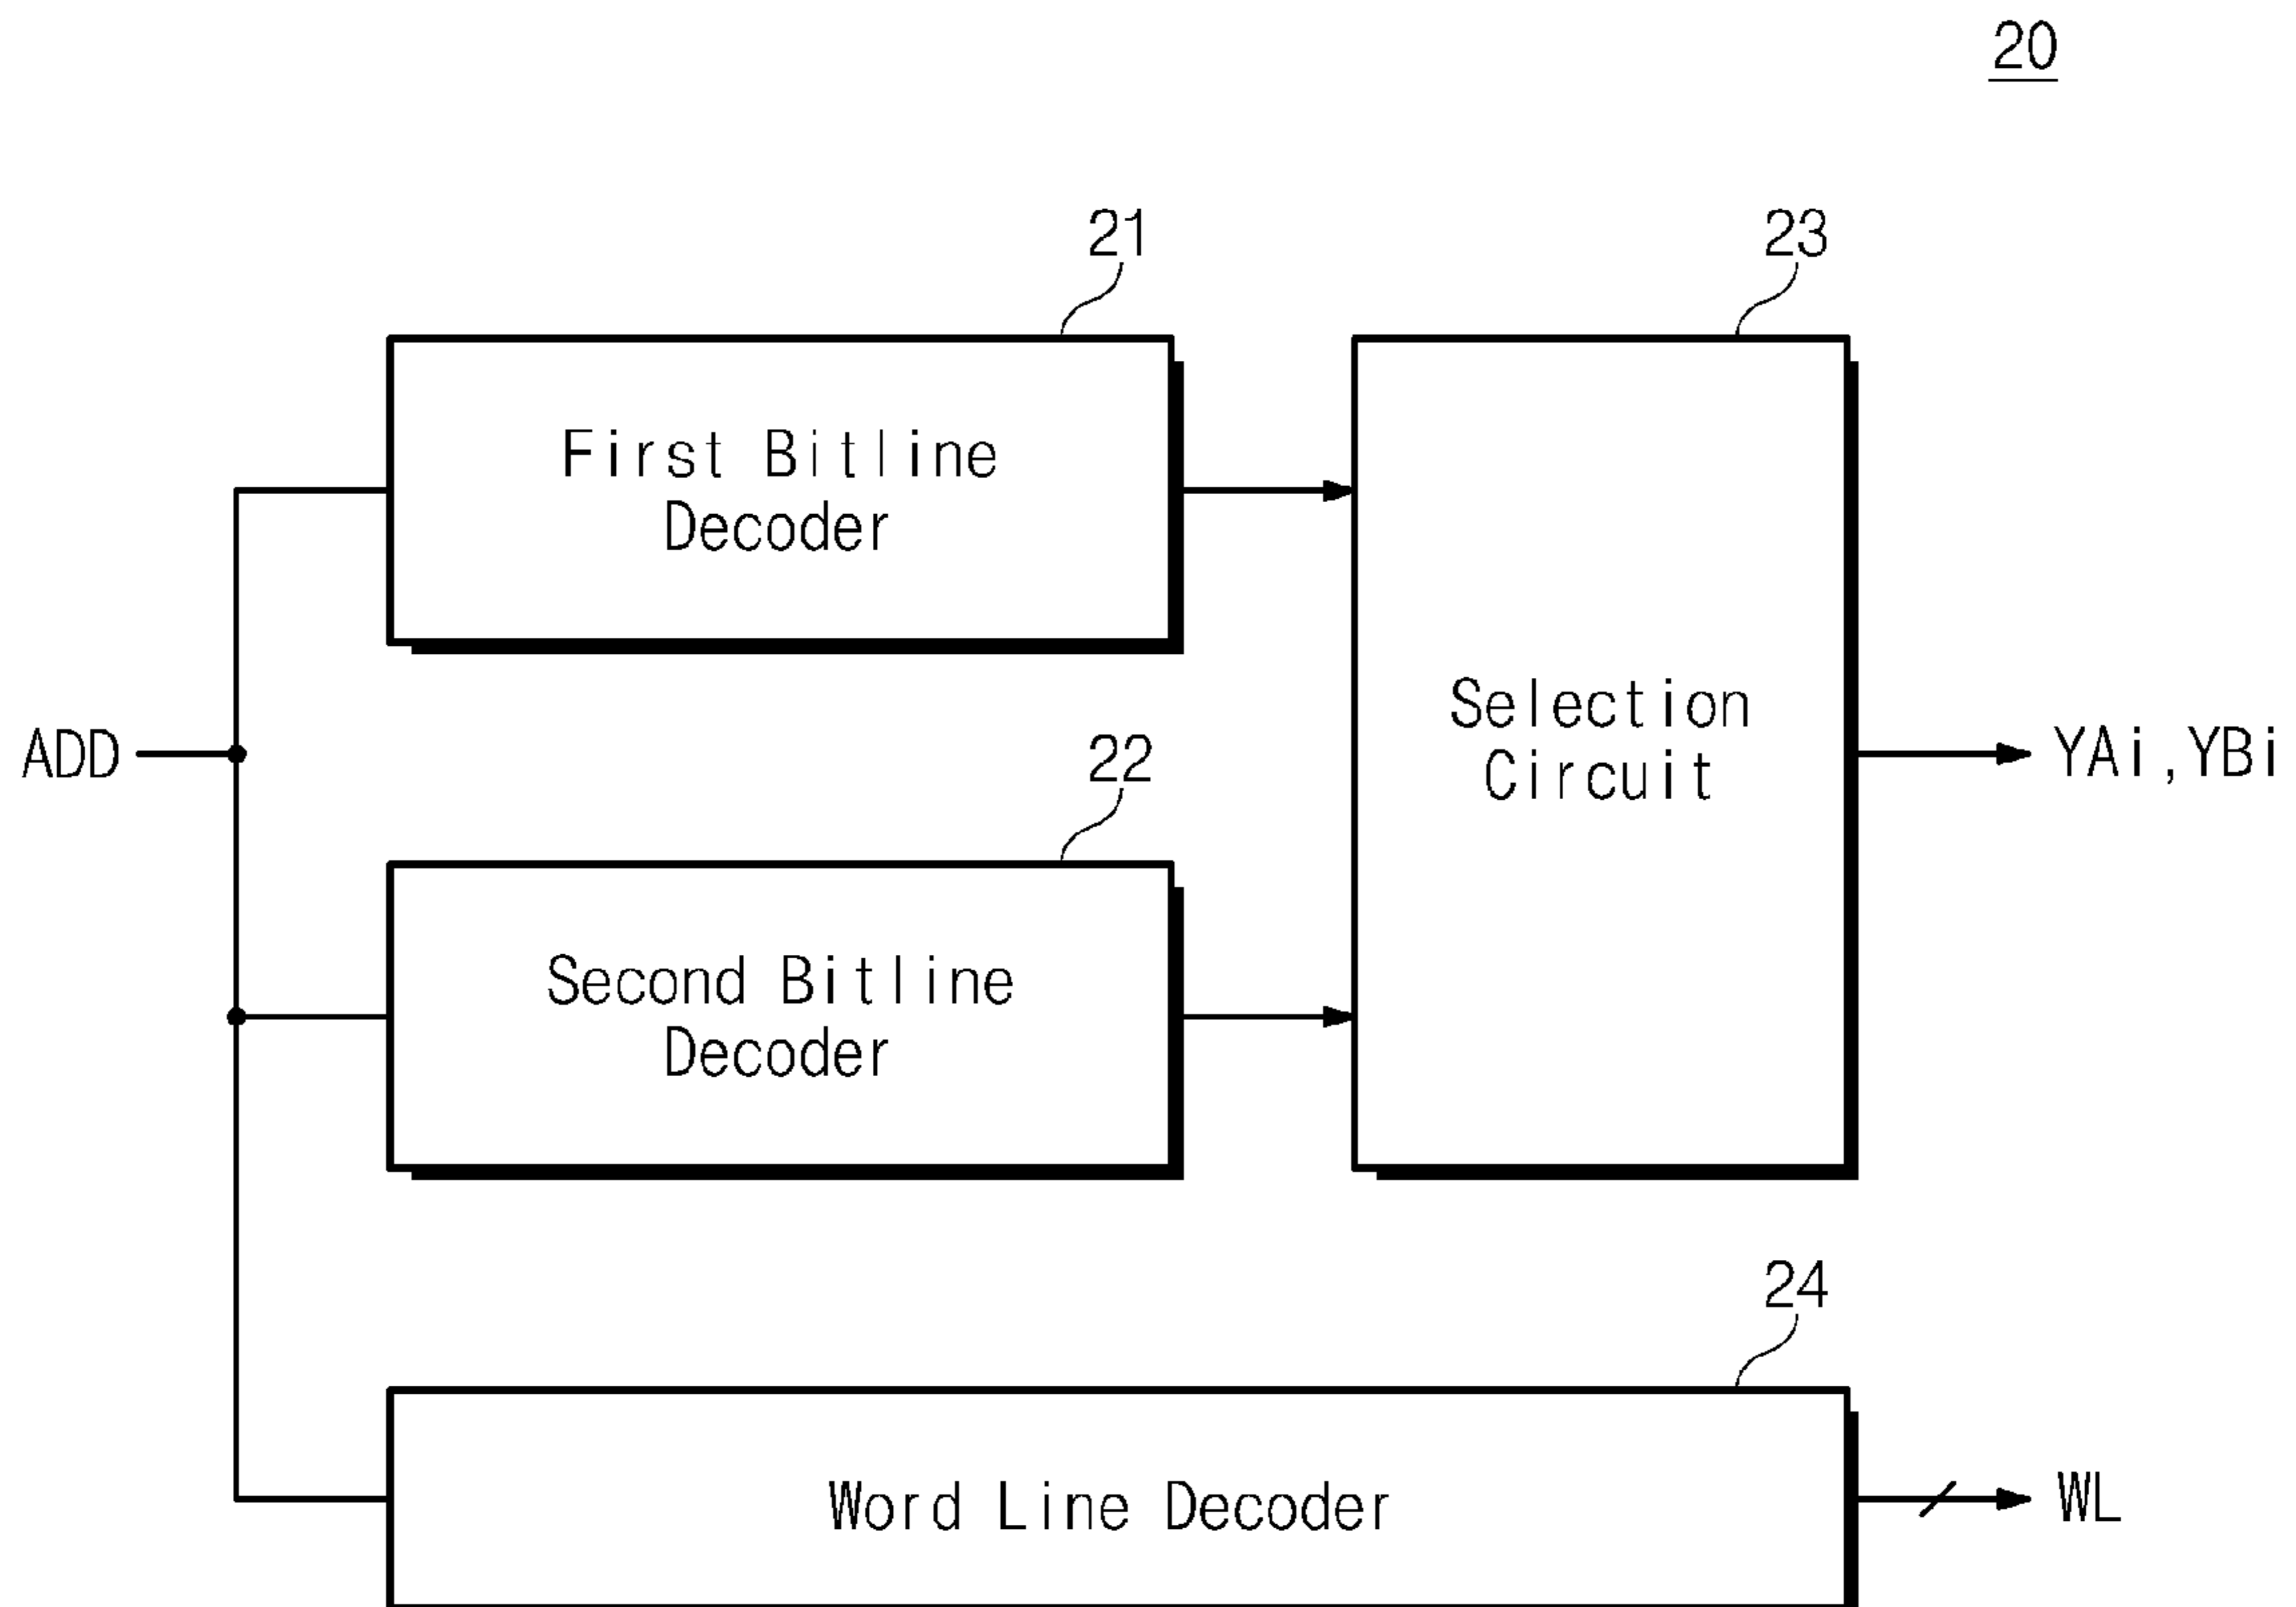 20
21
23
First Bitline
Decoder
Selection
Circuit
ADD
YAi,YBi
22
Second Bitline
Decoder
24
Word Line Decoder
WL